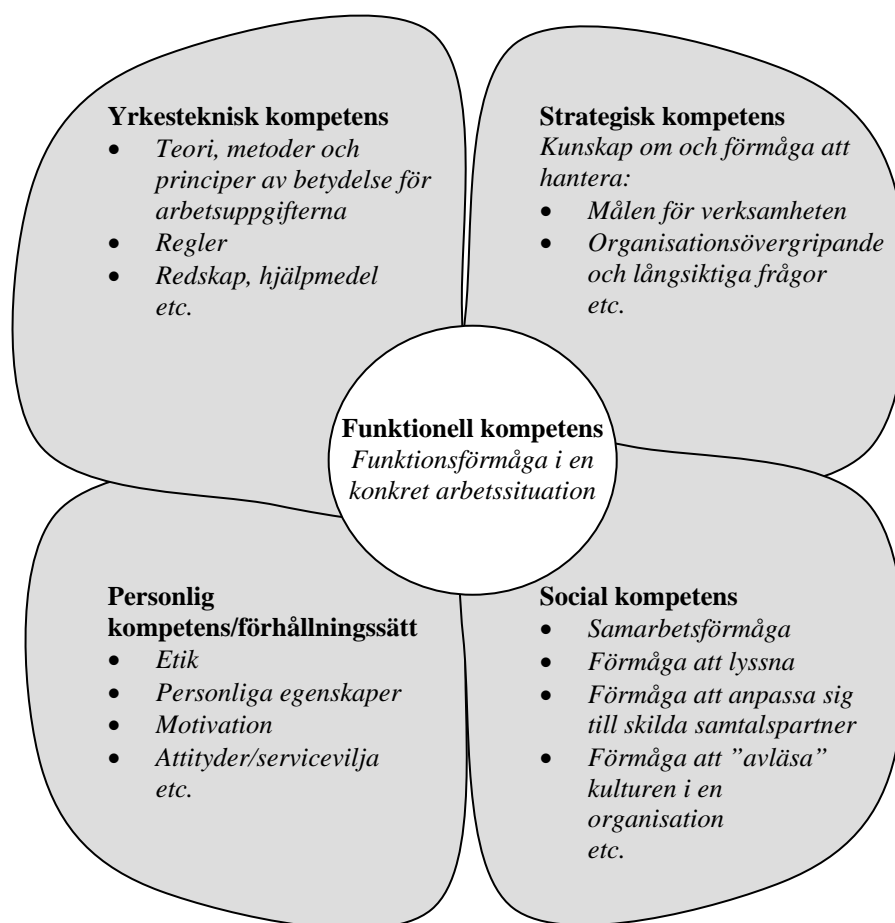 Yrkesteknisk kompetens
• Teori, metoder och
principer av betydelse för
arbetsuppgifterna
• Regler
• Redskap, hjälpmedel
etc.
Strategisk kompetens
Kunskap om och förmåga att
hantera:
• Målen för verksamheten
• Organisationsövergripande
och långsiktiga frågor
etc.
Funktionell kompetens
Funktionsförmåga i en
konkret arbetssituation
Personlig
kompetens/förhållningssätt
• Etik
• Personliga egenskaper
• Motivation
• Attityder/servicevilja
etc.
Social kompetens
• Samarbetsförmåga
• Förmåga att lyssna
• Förmåga att anpassa sig
till skilda samtalspartner
• Förmåga att ”avläsa”
kulturen i en
organisation
etc.